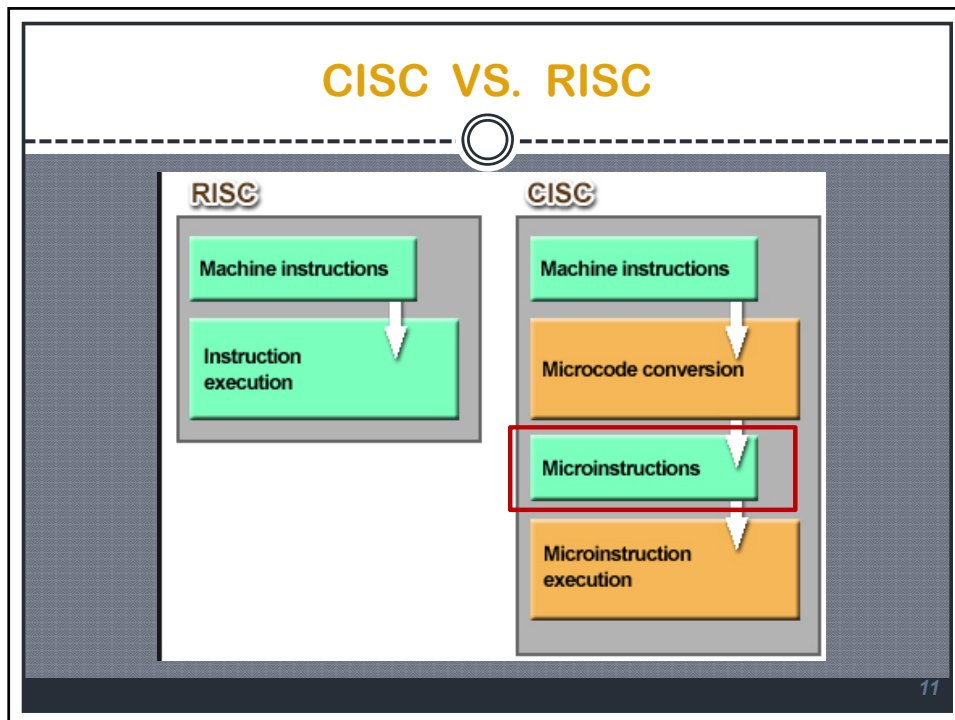 CISC VS. RISC
RISC
Machine instructions
Instruction
execution
CISC
Machine instructions
Microcode conversion
Microinstructions
Microinstruction
execution
11